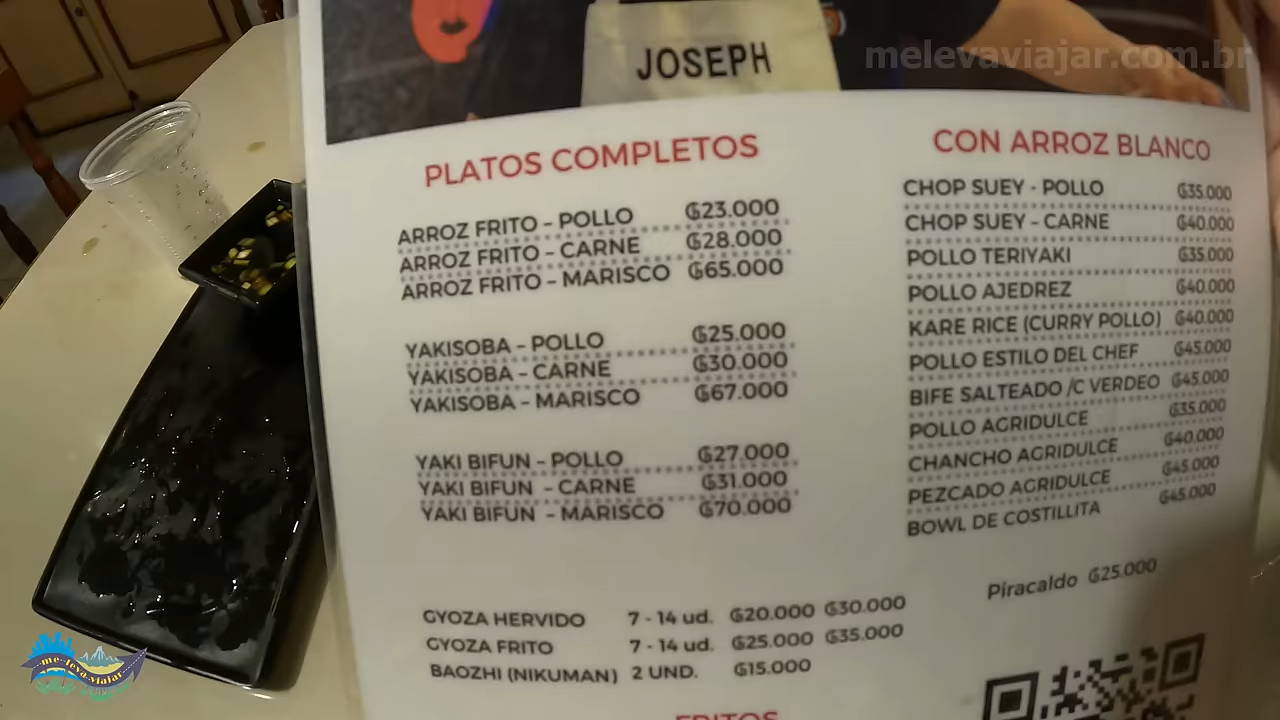 JOSEPH
melevaviajar.com.br
PLATOS COMPLETOS
ARROZ FRITO - POLLO ₲23.000
ARROZ FRITO - CARNE ₲28.000
ARROZ FRITO - MARISCO ₲65.000
YAKISOBA - POLLO ₲25.000
YAKISOBA - CARNE ₲30.000
YAKISOBA - MARISCO ₲67.000
YAKI BIFUN - POLLO ₲27.000
YAKI BIFUN - CARNE ₲31.000
YAKI BIFUN - MARISCO ₲70.000
GYOZA HERVIDO 7 - 14 ud. ₲20.000 ₲30.000
GYOZA FRITO 7 - 14 ud. ₲25.000 ₲35.000
BAOZHI (NIKUMAN) 2 UND. ₲15.000
FRITOS
CON ARROZ BLANCO
CHOP SUEY - POLLO ₲35.000
CHOP SUEY - CARNE ₲40.000
POLLO TERIYAKI ₲35.000
POLLO AJEDREZ ₲40.000
KARE RICE (CURRY POLLO) ₲40.000
POLLO ESTILO DEL CHEF ₲45.000
BIFE SALTEADO /C VERDEO ₲45.000
POLLO AGRIDULCE ₲35.000
CHANCHO AGRIDULCE ₲40.000
PEZCADO AGRIDULCE ₲45.000
BOWL DE COSTILLITA ₲45.000
Piracaldo ₲25.000
me-leva-viajar